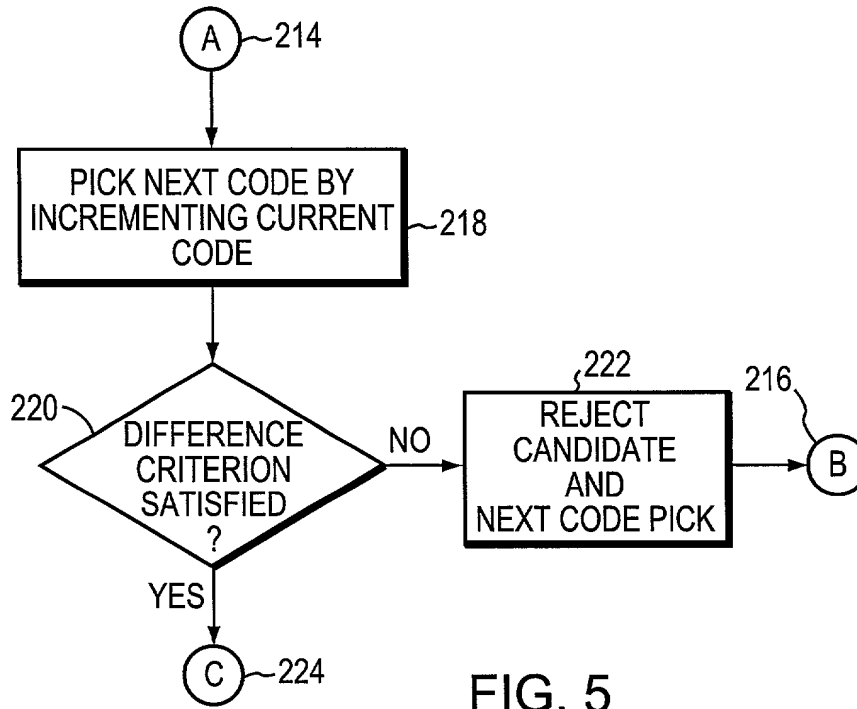 A
214
PICK NEXT CODE BY
INCREMENTING CURRENT
CODE
218
220
DIFFERENCE
CRITERION
SATISFIED
?
NO
YES
222
REJECT
CANDIDATE
AND
NEXT CODE PICK
216
B
C
224
FIG. 5